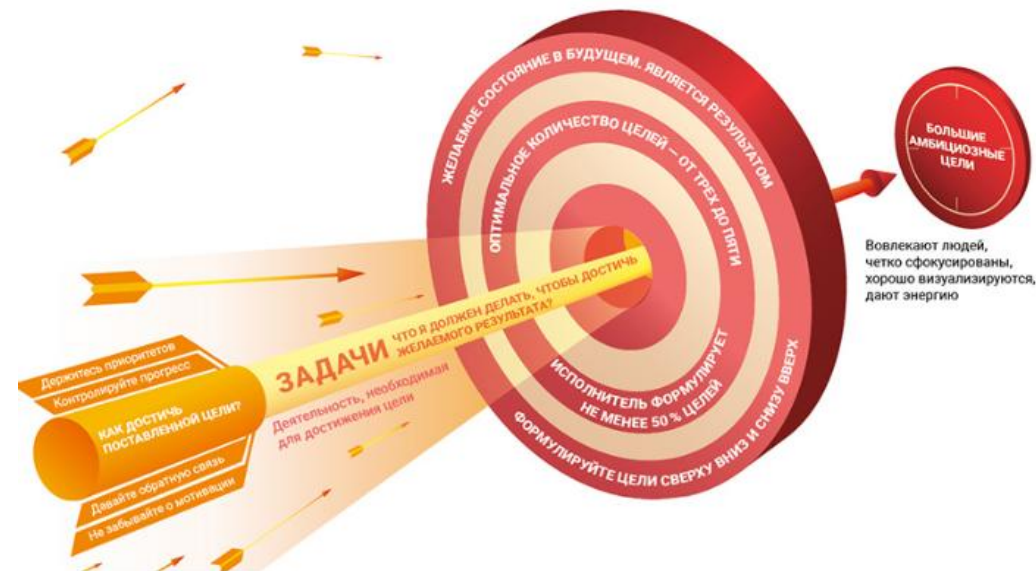 ЖЕЛАЕМОЕ СОСТОЯНИЕ В БУДУЩЕМ. ЯВЛЯЕТСЯ РЕЗУЛЬТАТОМ
ОПТИМАЛЬНОЕ КОЛИЧЕСТВО ЦЕЛЕЙ — ОТ ТРЕХ ДО ПЯТИ
ИСПОЛНИТЕЛЬ ФОРМУЛИРУЕТ
НЕ МЕНЕЕ 50 % ЦЕЛЕЙ
ФОРМУЛИРУЙТЕ ЦЕЛИ СВЕРХУ ВНИЗ И СНИЗУ ВВЕРХ
БОЛЬШИЕ
АМБИЦИОЗНЫЕ
ЦЕЛИ
Вовлекают людей,
четко сфокусированы,
хорошо визуализируются,
дают энергию
ЗАДАЧИ
ЧТО Я ДОЛЖЕН ДЕЛАТЬ, ЧТОБЫ ДОСТИЧЬ
ЖЕЛАЕМОГО РЕЗУЛЬТАТА?
Деятельность, необходимая
для достижения цели
Держитесь приоритетов
Контролируйте прогресс
КАК ДОСТИЧЬ
ПОСТАВЛЕННОЙ ЦЕЛИ?
Давайте обратную связь
Не забывайте о мотивации